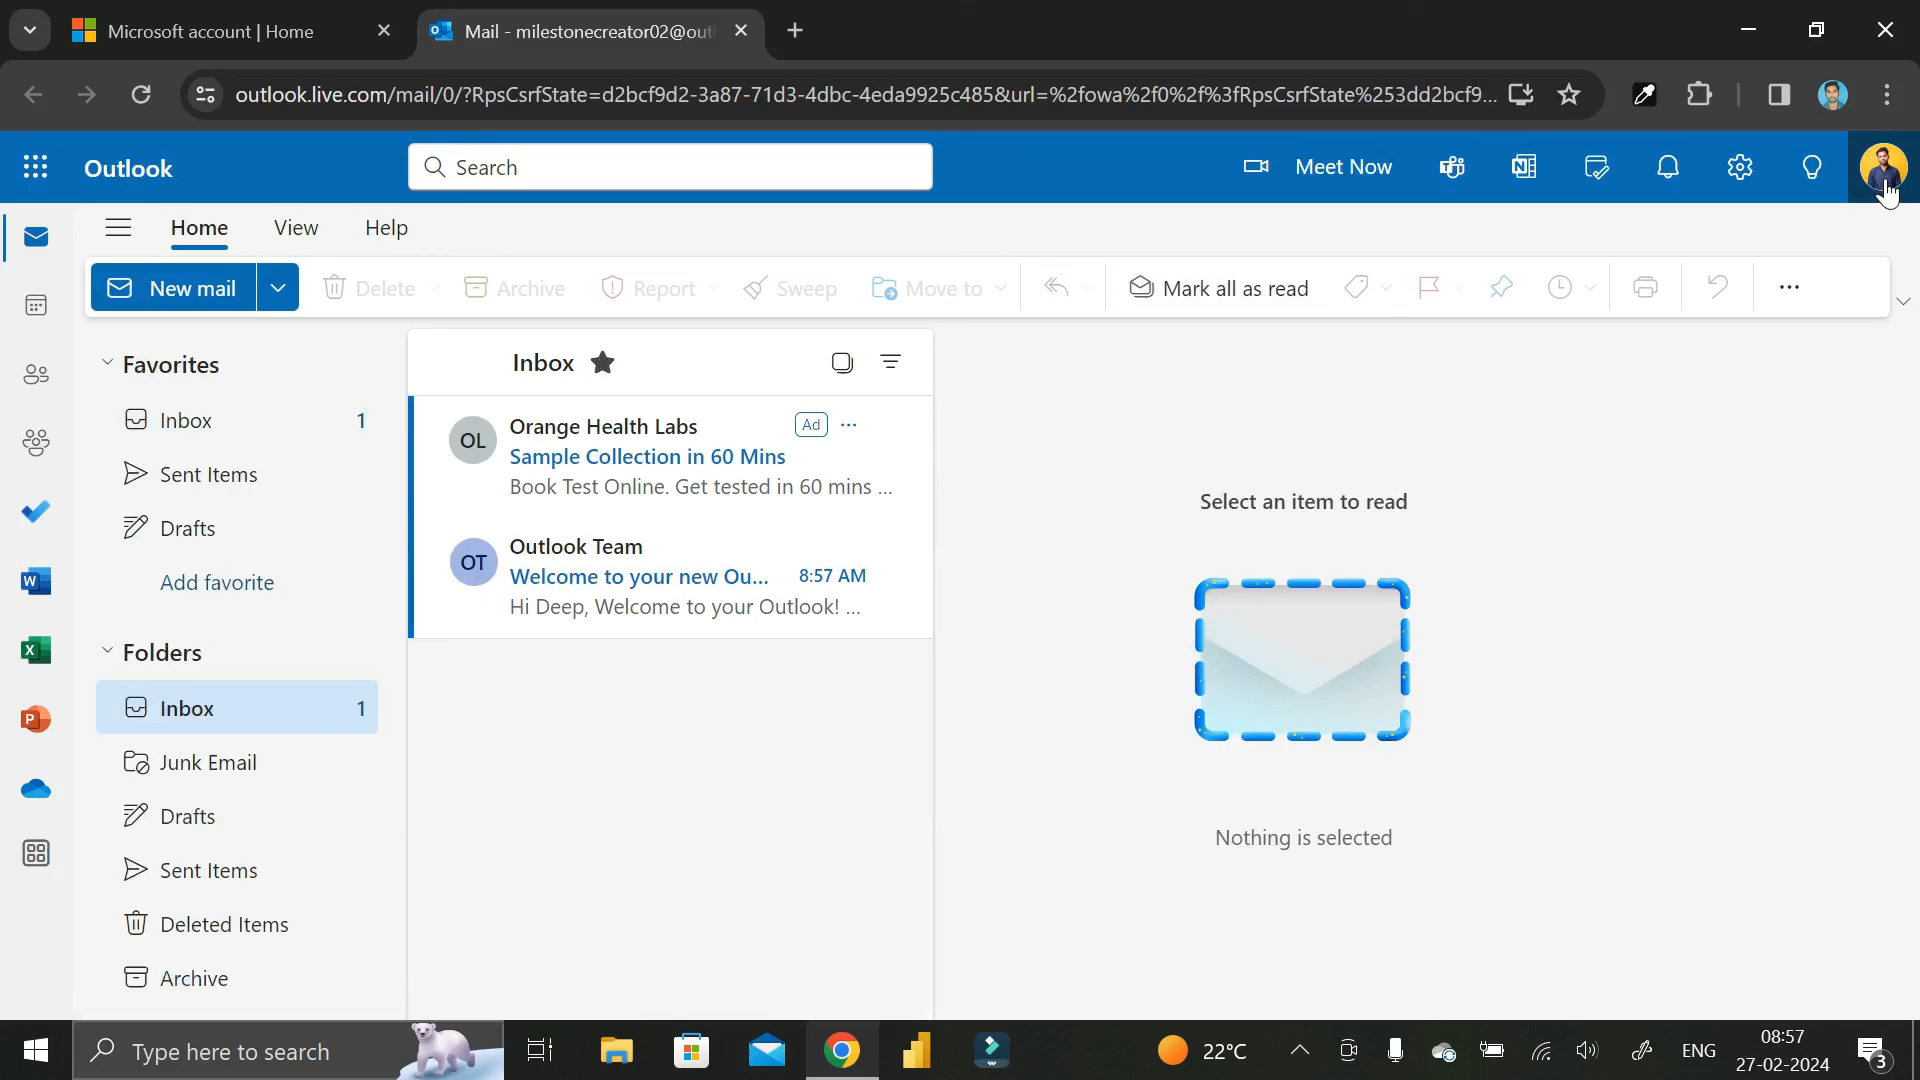 Microsoft account | Home
Mail - milestonecreator02@out
outlook.live.com/mail/0/?RpsCsrfState=d2bcf9d2-3a87-71d3-4dbc-4eda9925c485&url=%2fowa%2f0%2f%3fRpsCsrfState%253dd2bcf9...
Outlook
Search
Meet Now
Home
View
Help
New mail
Delete
Archive
Report
Sweep
Move to
Mark all as read
Favorites
Inbox 1
Sent Items
Drafts
Add favorite
Folders
Inbox 1
Junk Email
Drafts
Sent Items
Deleted Items
Archive
Inbox
OL
Orange Health Labs
Ad
Sample Collection in 60 Mins
Book Test Online. Get tested in 60 mins ...
OT
Outlook Team
Welcome to your new Ou... 8:57 AM
Hi Deep, Welcome to your Outlook! ...
Select an item to read
Nothing is selected
Type here to search
22°C
ENG
08:57
27-02-2024
3